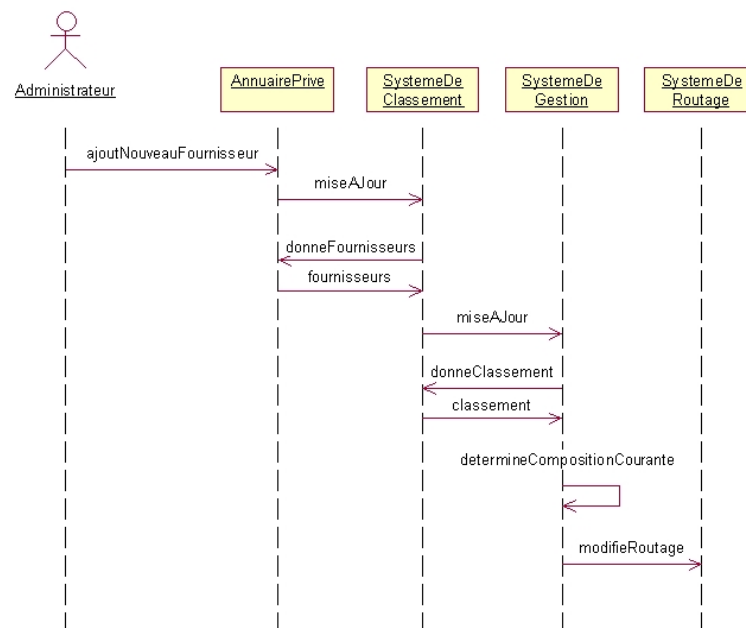 Administrateur
AnnuairePrive
SystemeDe
Classement
SystemeDe
Gestion
SystemeDe
Routage
ajoutNouveauFournisseur
miseAJour
donneFournisseurs
fournisseurs
miseAJour
donneClassement
classement
determineCompositionCourante
modifieRoutage